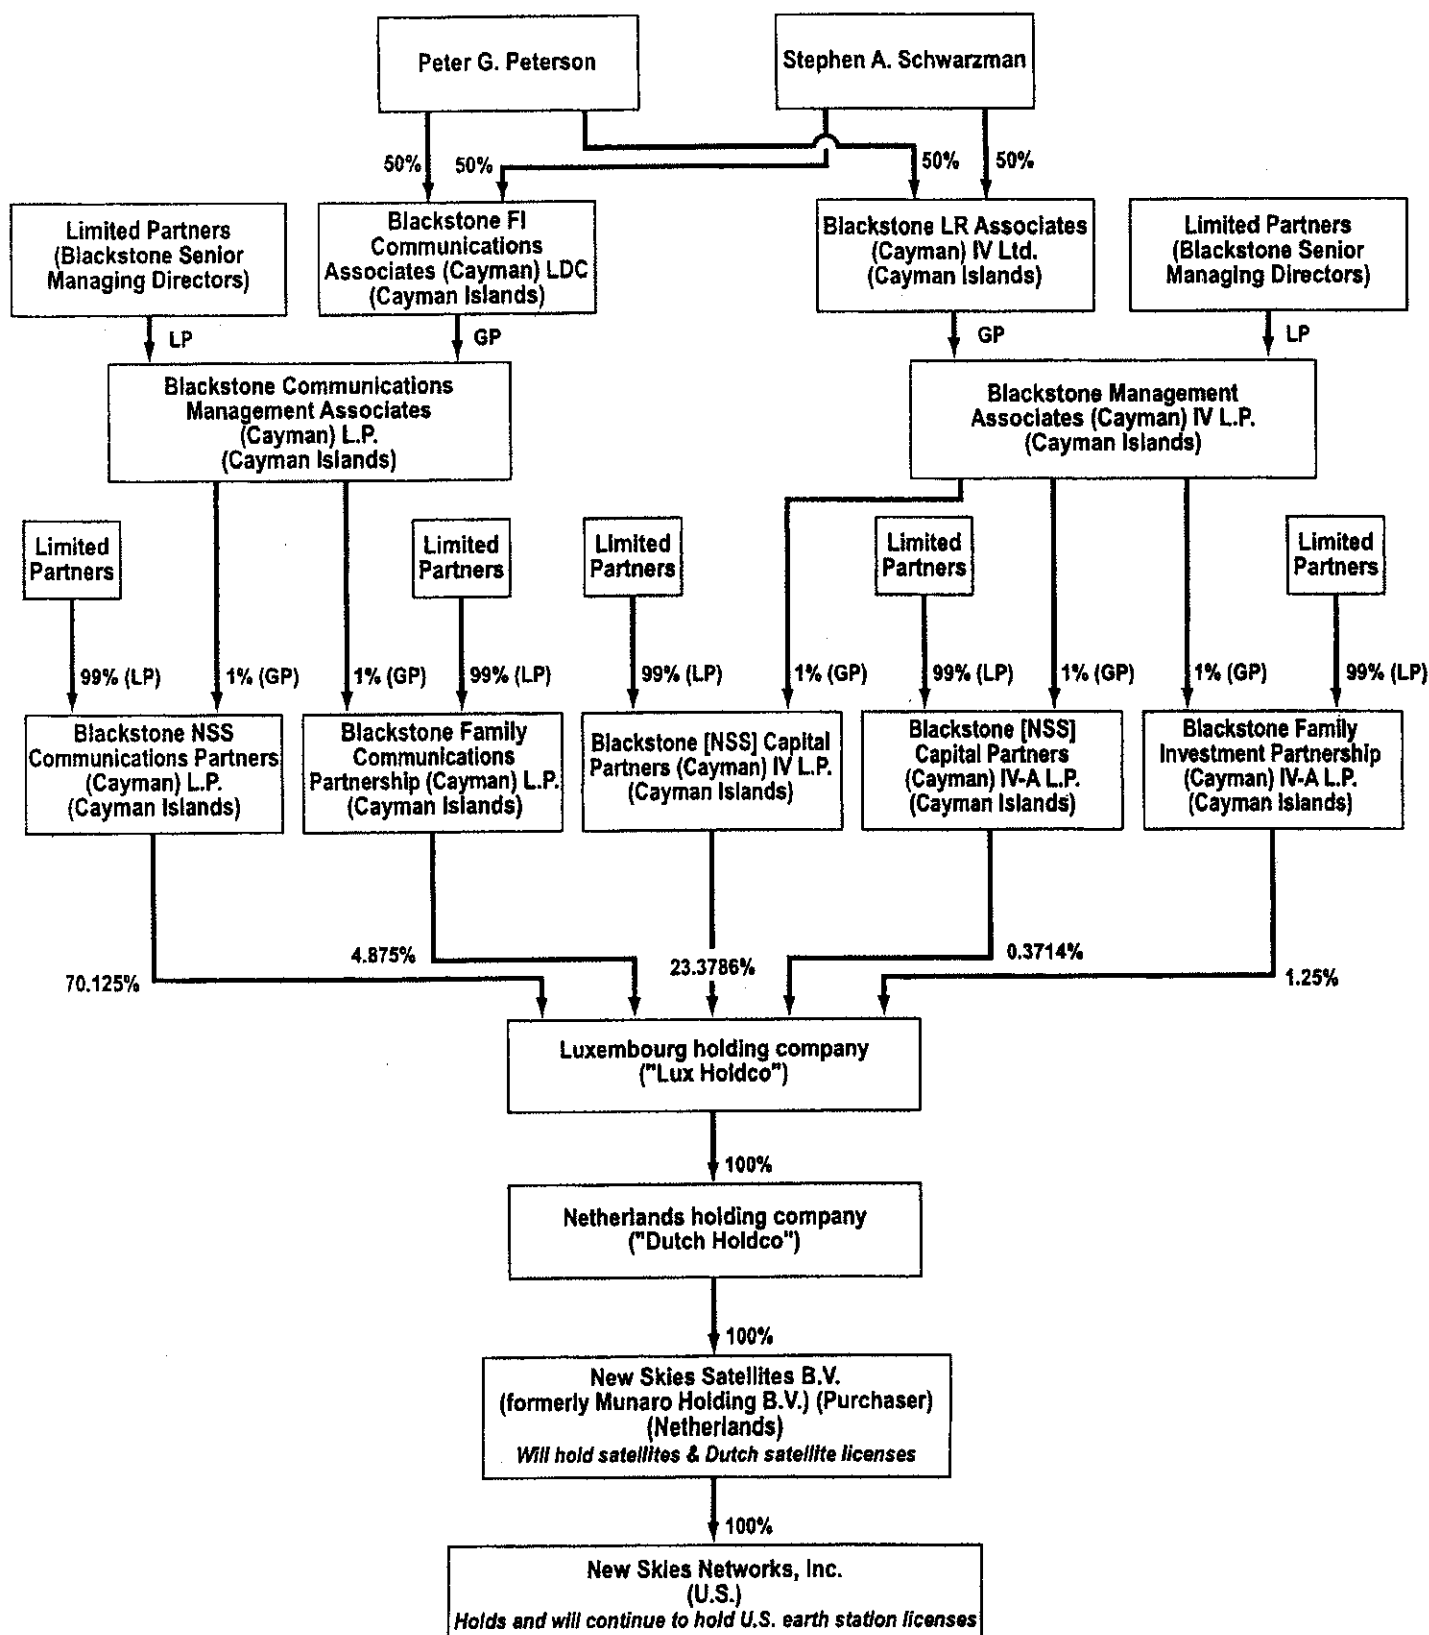 Peter G. Peterson
Stephen A. Schwarzman
50%
50%
50%
50%
Limited Partners
(Blackstone Senior
Managing Directors)
Blackstone FI
Communications
Associates (Cayman) LDC
(Cayman Islands)
Blackstone LR Associates
(Cayman) IV Ltd.
(Cayman Islands)
Limited Partners
(Blackstone Senior
Managing Directors)
LP
GP
GP
LP
Blackstone Communications
Management Associates
(Cayman) L.P.
(Cayman Islands)
Blackstone Management
Associates (Cayman) IV L.P.
(Cayman Islands)
Limited
Partners
Limited
Partners
Limited
Partners
Limited
Partners
Limited
Partners
99% (LP)
1% (GP)
1% (GP)
99% (LP)
99% (LP)
1% (GP)
99% (LP)
1% (GP)
1% (GP)
99% (LP)
Blackstone NSS
Communications Partners
(Cayman) L.P.
(Cayman Islands)
Blackstone Family
Communications
Partnership (Cayman) L.P.
(Cayman Islands)
Blackstone [NSS] Capital
Partners (Cayman) IV L.P.
(Cayman Islands)
Blackstone [NSS]
Capital Partners
(Cayman) IV-A L.P.
(Cayman Islands)
Blackstone Family
Investment Partnership
(Cayman) IV-A L.P.
(Cayman Islands)
70.125%
4.875%
23.3786%
0.3714%
1.25%
Luxembourg holding company
("Lux Holdco")
100%
Netherlands holding company
("Dutch Holdco")
100%
New Skies Satellites B.V.
(formerly Munaro Holding B.V.) (Purchaser)
(Netherlands)
Will hold satellites & Dutch satellite licenses
100%
New Skies Networks, Inc.
(U.S.)
Holds and will continue to hold U.S. earth station licenses